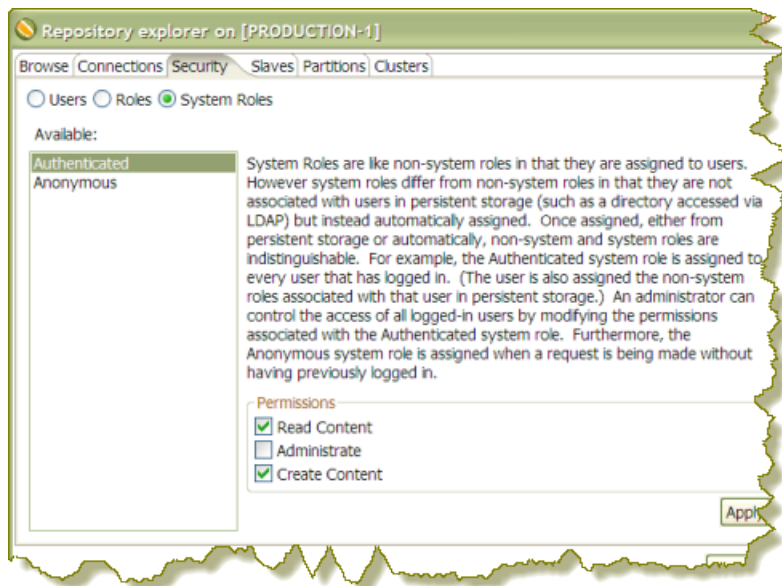 Repository explorer on [PRODUCTION-1]
Browse Connections Security Slaves Partitions Clusters
Users Roles System Roles
Available:
Authenticated
Anonymous
System Roles are like non-system roles in that they are assigned to users.
However system roles differ from non-system roles in that they are not
associated with users in persistent storage (such as a directory accessed via
LDAP) but instead automatically assigned.  Once assigned, either from
persistent storage or automatically, non-system and system roles are
indistinguishable.  For example, the Authenticated system role is assigned to
every user that has logged in.  (The user is also assigned the non-system
roles associated with that user in persistent storage.)  An administrator can
control the access of all logged-in users by modifying the permissions
associated with the Authenticated system role.  Furthermore, the
Anonymous system role is assigned when a request is being made without
having previously logged in.
Permissions
Read Content
Administrate
Create Content
Apply